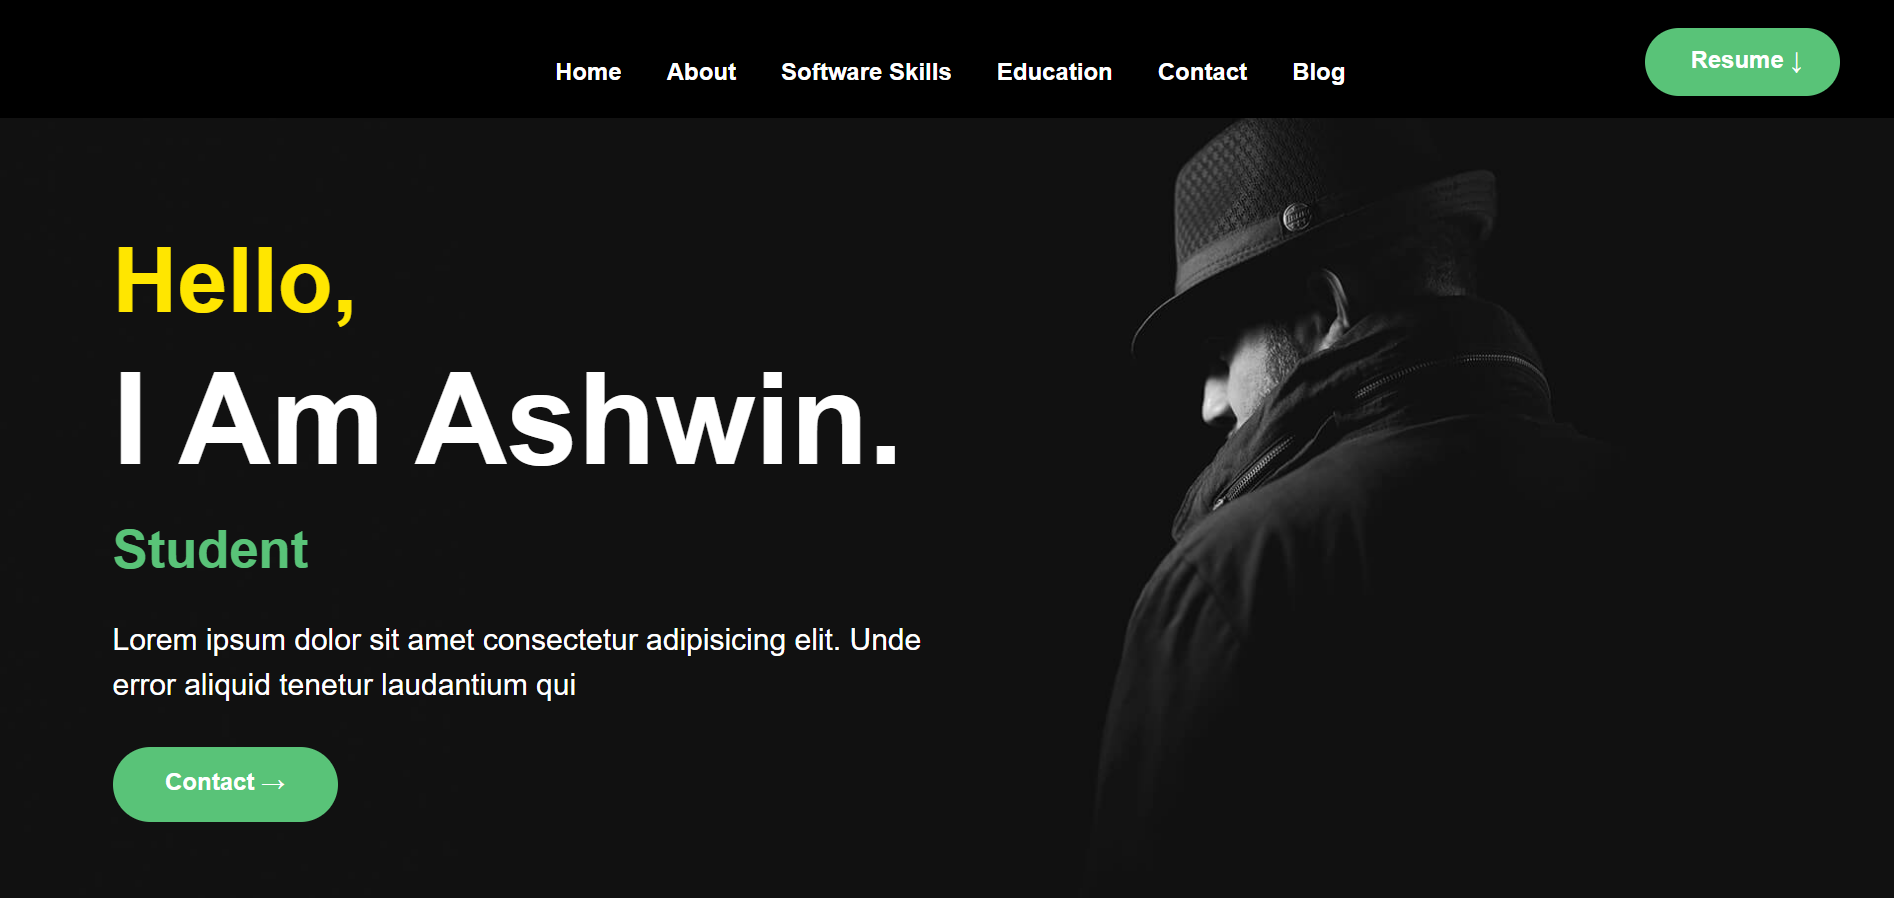 Home About Software Skills Education Contact Blog
Resume ↓
Hello,
I Am Ashwin.
Student
Lorem ipsum dolor sit amet consectetur adipisicing elit. Unde
error aliquid tenetur laudantium qui
Contact →